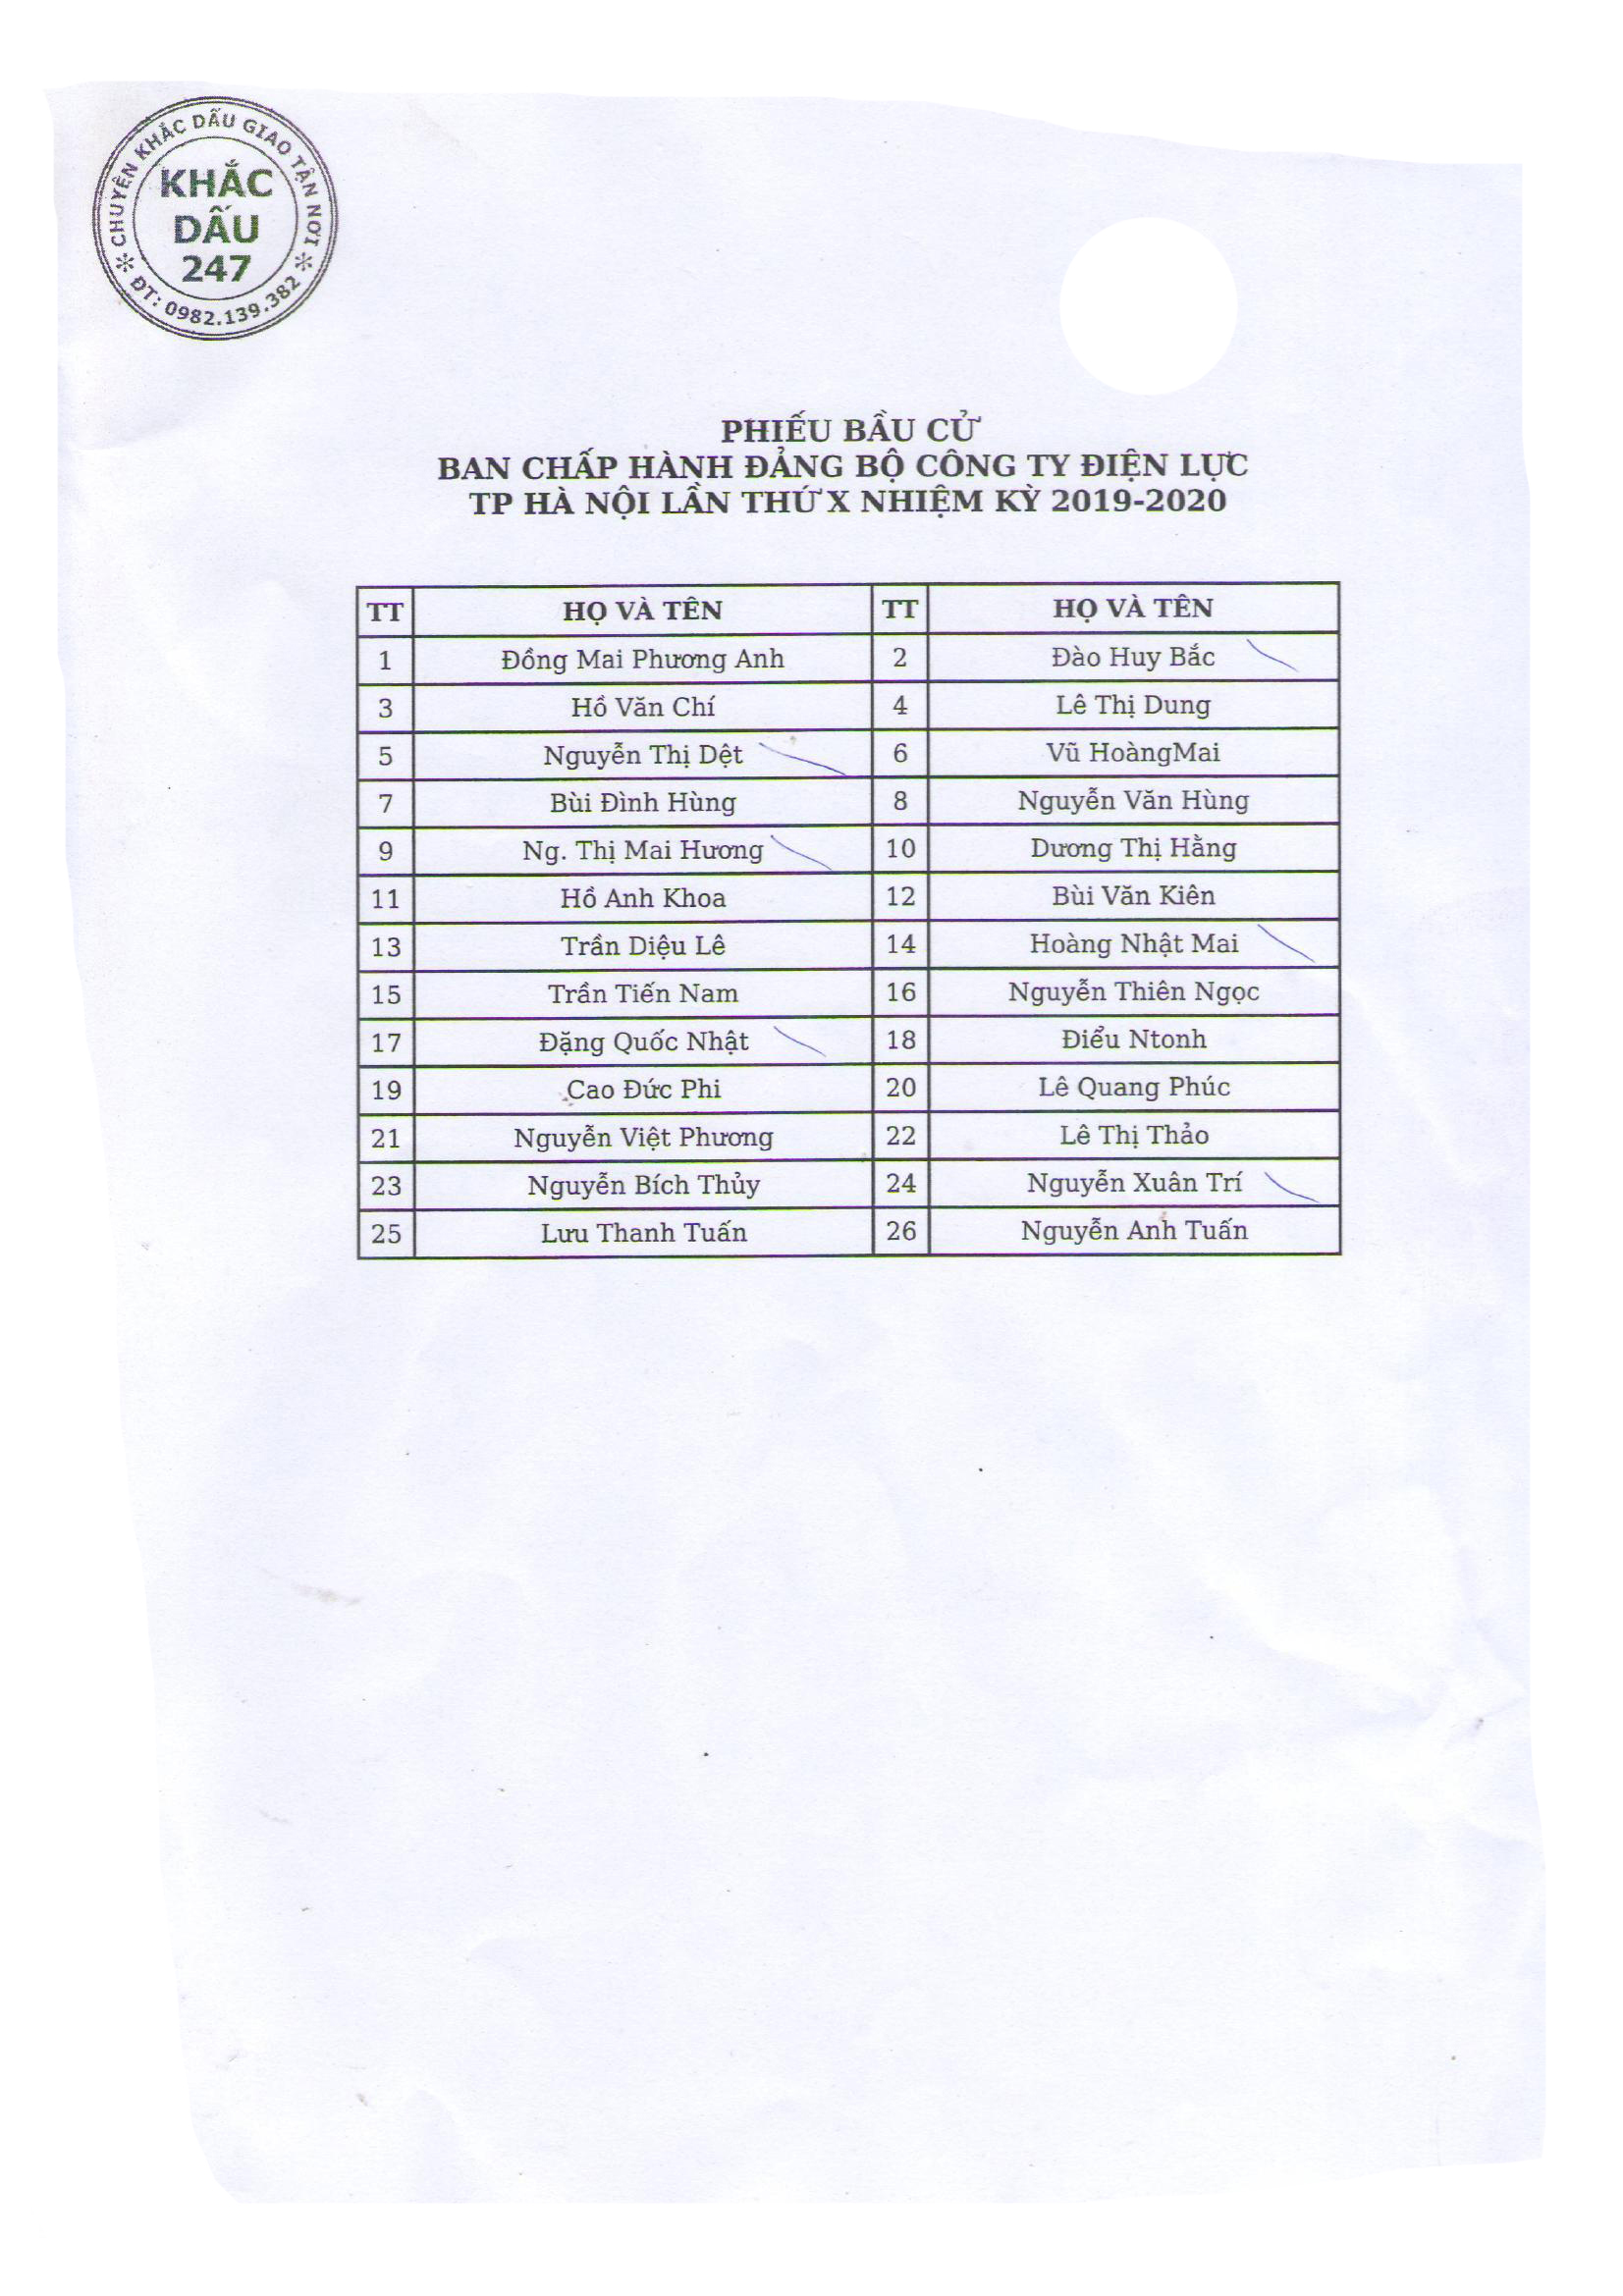 CHUYÊN KHẮC DẤU GIAO TẬN NƠI
KHẮC
DẤU
247
ĐT: 0982.139.382
PHIẾU BẦU CỬ
BAN CHẤP HÀNH ĐẢNG BỘ CÔNG TY ĐIỆN LỰC
TP HÀ NỘI LẦN THỨ X NHIỆM KỲ 2019-2020
TT HỌ VÀ TÊN TT HỌ VÀ TÊN
1 Đồng Mai Phương Anh 2 Đào Huy Bắc
3 Hồ Văn Chí 4 Lê Thị Dung
5 Nguyễn Thị Dệt 6 Vũ HoàngMai
7 Bùi Đình Hùng 8 Nguyễn Văn Hùng
9 Ng. Thị Mai Hương 10 Dương Thị Hằng
11 Hồ Anh Khoa 12 Bùi Văn Kiên
13 Trần Diệu Lê 14 Hoàng Nhật Mai
15 Trần Tiến Nam 16 Nguyễn Thiên Ngọc
17 Đặng Quốc Nhật 18 Điểu Ntonh
19 Cao Đức Phi 20 Lê Quang Phúc
21 Nguyễn Việt Phương 22 Lê Thị Thảo
23 Nguyễn Bích Thủy 24 Nguyễn Xuân Trí
25 Lưu Thanh Tuấn 26 Nguyễn Anh Tuấn